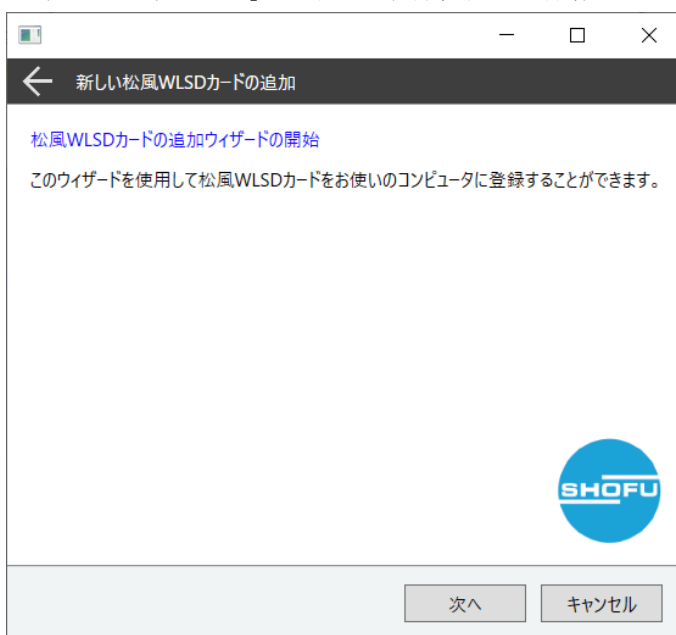 新しい松風WLSDカードの追加
松風WLSDカードの追加ウィザードの開始
このウィザードを使用して松風WLSDカードをお使いのコンピュータに登録することができます。
SHOFU
次へ
キャンセル